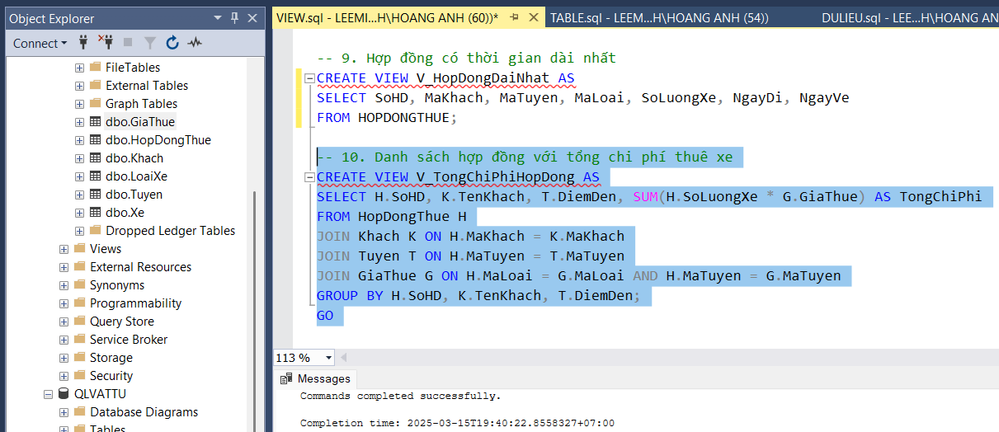 Object Explorer
Connect
FileTables
External Tables
Graph Tables
dbo.GiaThue
dbo.HopDongThue
dbo.Khach
dbo.LoaiXe
dbo.Tuyen
dbo.Xe
Dropped Ledger Tables
Views
External Resources
Synonyms
Programmability
Query Store
Service Broker
Storage
Security
QLVATTU
Database Diagrams
Tables
VIEW.sql - LEEMI...H\HOANG ANH (60))*
TABLE.sql - LEEM...H\HOANG ANH (54))
DULIEU.sql - LEE...H\HOANG AN
-- 9. Hợp đồng có thời gian dài nhất
CREATE VIEW V_HopDongDaiNhat AS
SELECT SoHD, MaKhach, MaTuyen, MaLoai, SoLuongXe, NgayDi, NgayVe
FROM HOPDONGTHUE;
-- 10. Danh sách hợp đồng với tổng chi phí thuê xe
CREATE VIEW V_TongChiPhiHopDong AS
SELECT H.SoHD, K.TenKhach, T.DiemDen, SUM(H.SoLuongXe * G.GiaThue) AS TongChiPhi
FROM HopDongThue H
JOIN Khach K ON H.MaKhach = K.MaKhach
JOIN Tuyen T ON H.MaTuyen = T.MaTuyen
JOIN GiaThue G ON H.MaLoai = G.MaLoai AND H.MaTuyen = G.MaTuyen
GROUP BY H.SoHD, K.TenKhach, T.DiemDen;
GO
113 %
Messages
Commands completed successfully.
Completion time: 2025-03-15T19:40:22.8558327+07:00